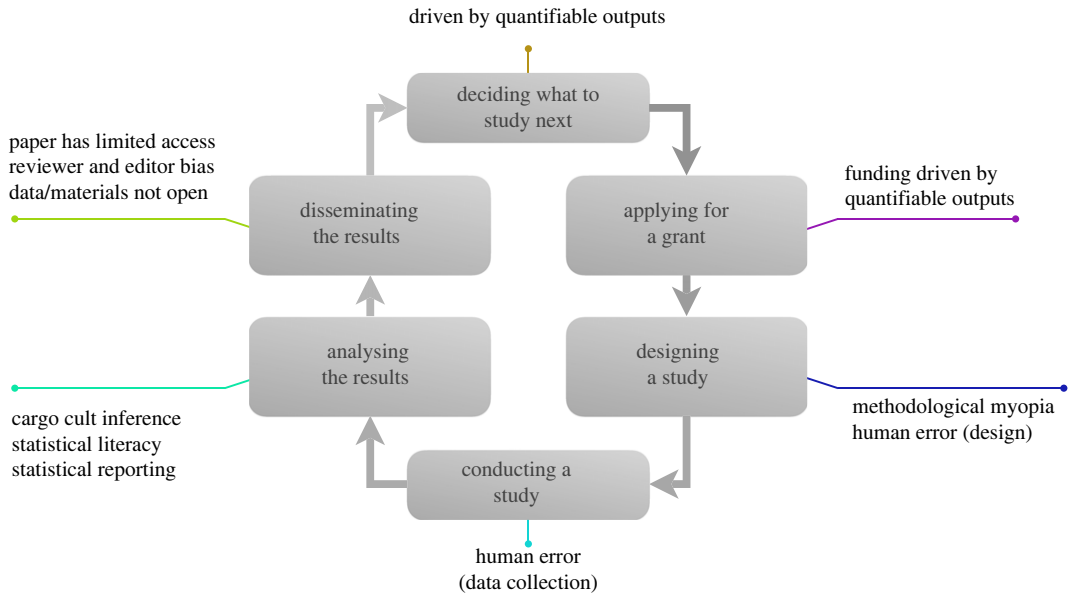 driven by quantifiable outputs
deciding what to
study next
paper has limited access
reviewer and editor bias
data/materials not open
disseminating
the results
applying for
a grant
funding driven by
quantifiable outputs
analysing
the results
designing
a study
cargo cult inference
statistical literacy
statistical reporting
methodological myopia
human error (design)
conducting a
study
human error
(data collection)